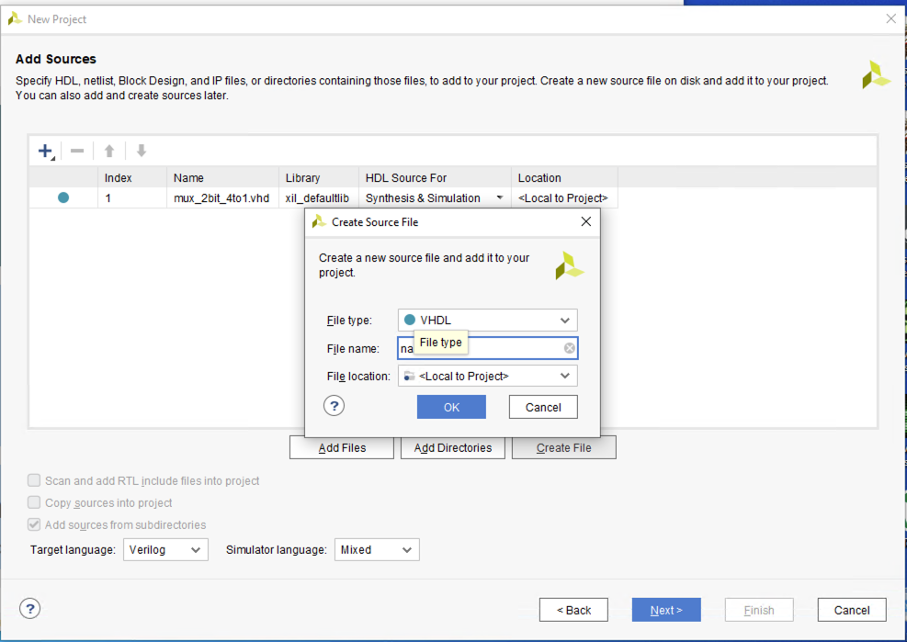 New Project
Add Sources
Specify HDL, netlist, Block Design, and IP files, or directories containing those files, to add to your project. Create a new source file on disk and add it to your project.
You can also add and create sources later.
Index Name Library HDL Source For Location
1 mux_2bit_4to1.vhd xil_defaultlib Synthesis & Simulation <Local to Project>
Create Source File
Create a new source file and add it to your
project.
File type: VHDL
File type
File name: na
File location: <Local to Project>
? OK Cancel
Add Files Add Directories Create File
Scan and add RTL include files into project
Copy sources into project
Add sources from subdirectories
Target language: Verilog Simulator language: Mixed
? < Back Next > Finish Cancel